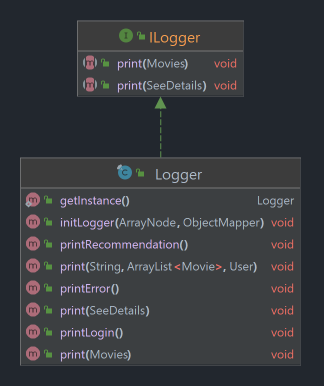 ILogger
print(Movies) void
print(SeeDetails) void
Logger
getInstance() Logger
initLogger(ArrayNode, ObjectMapper) void
printRecommendation() void
print(String, ArrayList<Movie>, User) void
printError() void
print(SeeDetails) void
printLogin() void
print(Movies) void